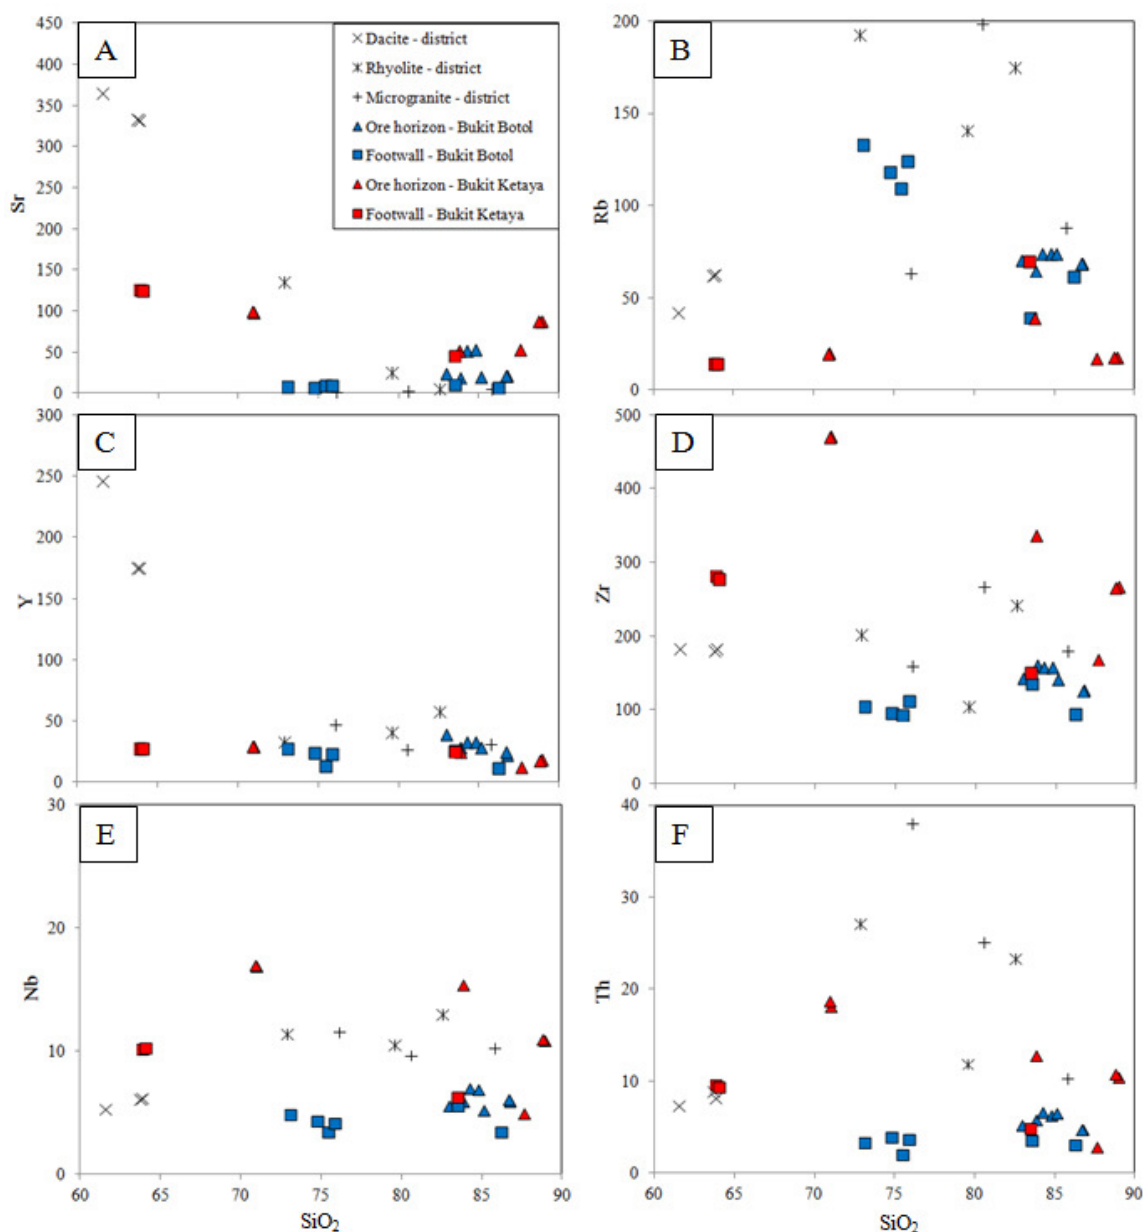 A
450
400
350
300
250
200
150
100
50
0
Sr
Dacite - district
Rhyolite - district
Microgranite - district
Ore horizon - Bukit Botol
Footwall - Bukit Botol
Ore horizon - Bukit Ketaya
Footwall - Bukit Ketaya
B
200
150
100
50
0
Rb
C
300
250
200
150
100
50
0
Y
D
500
400
300
200
100
0
Zr
E
30
20
10
0
Nb
60 65 70 75 80 85 90
SiO₂
F
40
30
20
10
0
Th
60 65 70 75 80 85 90
SiO₂